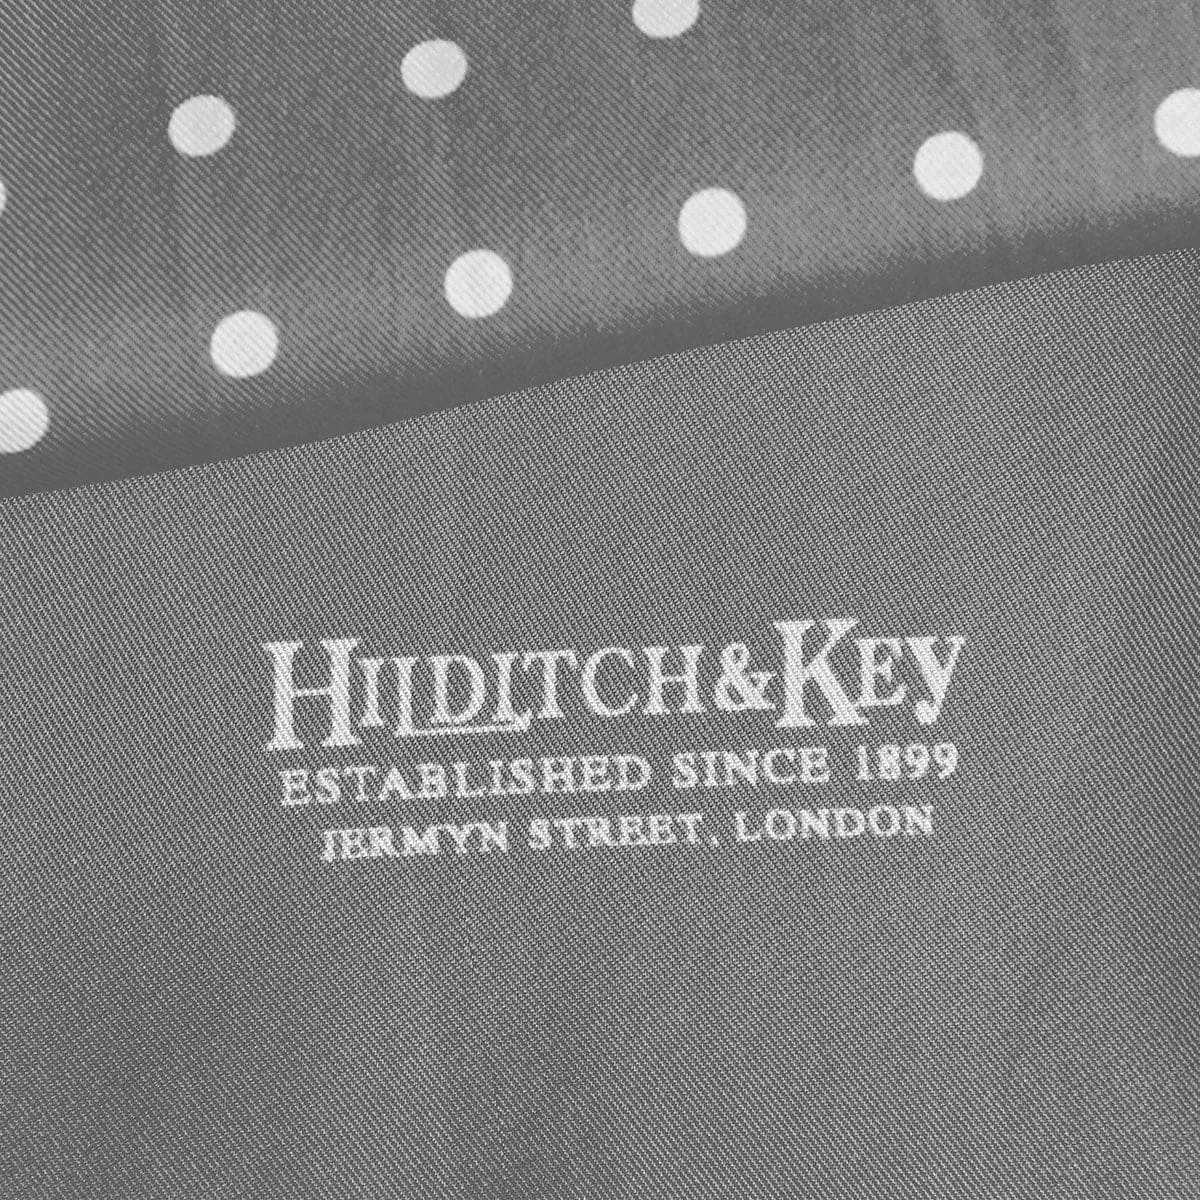 HILDITCH&KEY
ESTABLISHED SINCE 1899
JERMYN STREET, LONDON